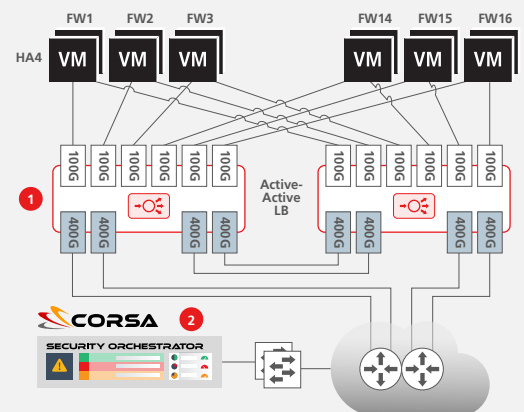 FW1 FW2 FW3 FW14 FW15 FW16
HA4 VM VM VM VM VM VM
100G 100G 100G 100G 100G 100G 100G 100G 100G 100G 100G 100G
1
Active-
Active
LB
400G 400G 400G 400G 400G 400G 400G 400G
CORSA 2
SECURITY ORCHESTRATOR